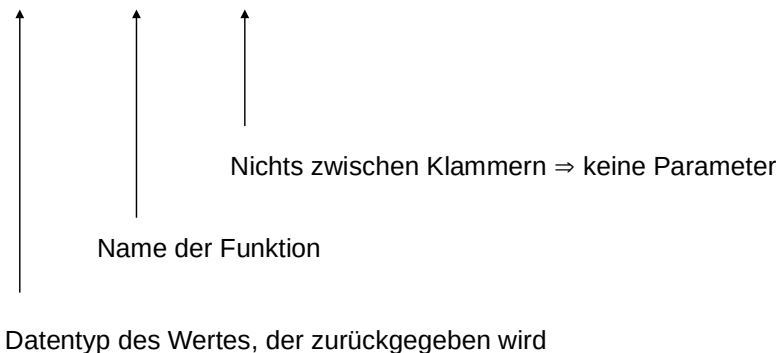 Nichts zwischen Klammern ⇒ keine Parameter
Name der Funktion
Datentyp des Wertes, der zurückgegeben wird